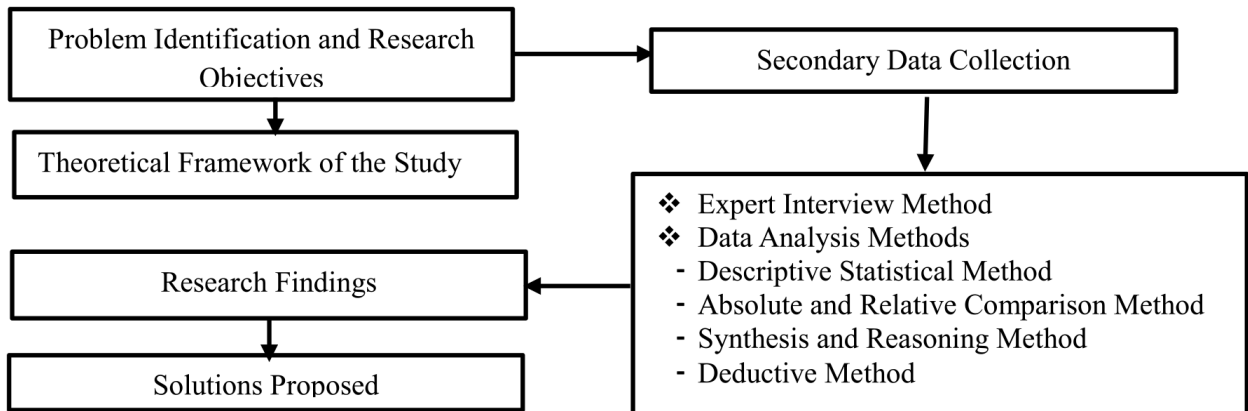 Problem Identification and Research
Objectives
Secondary Data Collection
Theoretical Framework of the Study
❖ Expert Interview Method
❖ Data Analysis Methods
- Descriptive Statistical Method
- Absolute and Relative Comparison Method
- Synthesis and Reasoning Method
- Deductive Method
Research Findings
Solutions Proposed